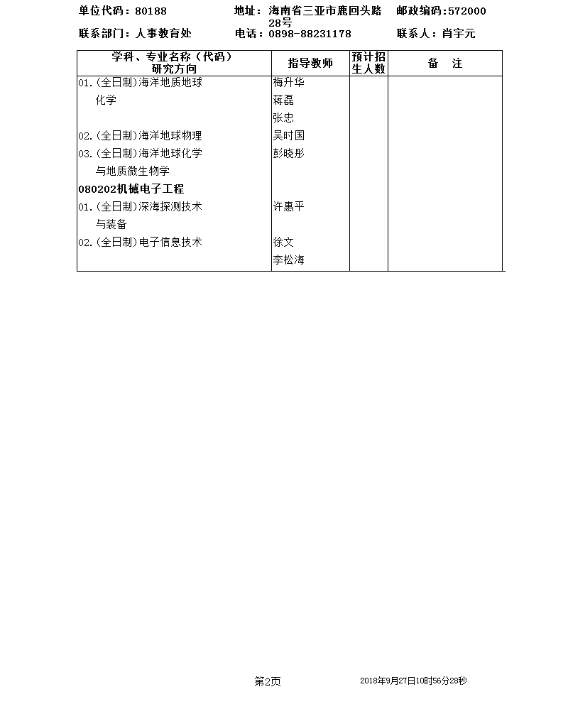 单位代码：80188 地址：海南省三亚市鹿回头路 邮政编码:572000
28号
联系部门：人事教育处 电话：0898-88231178 联系人：肖宇元
学科、专业名称（代码） 指导教师 预计招 备 注
研究方向 生人数
01.(全日制)海洋地质地球 梅升华
化学 蒋磊
张忠
02.(全日制)海洋地球物理 吴时国
03.(全日制)海洋地球化学 彭晓彤
与地质微生物学
080202机械电子工程
01.(全日制)深海探测技术 许惠平
与装备
02.(全日制)电子信息技术 徐文
李松海
第2页 2018年9月27日10时56分28秒